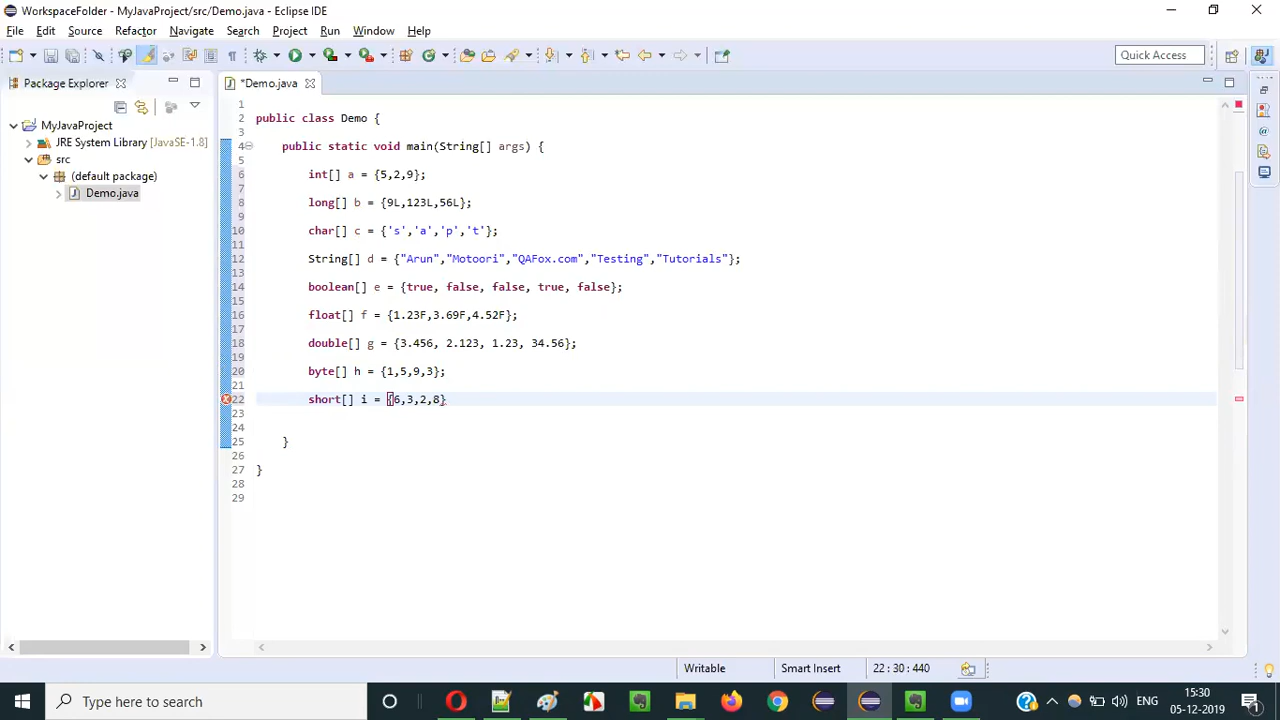 WorkspaceFolder - MyJavaProject/src/Demo.java - Eclipse IDE
File Edit Source Refactor Navigate Search Project Run Window Help
Quick Access
Package Explorer
*Demo.java
MyJavaProject
JRE System Library [JavaSE-1.8]
src
(default package)
Demo.java
1
2 public class Demo {
3
4 public static void main(String[] args) {
5
6 int[] a = {5,2,9};
7
8 long[] b = {9L,123L,56L};
9
10 char[] c = {'s','a','p','t'};
11
12 String[] d = {"Arun","Motoori","QAFox.com","Testing","Tutorials"};
13
14 boolean[] e = {true, false, false, true, false};
15
16 float[] f = {1.23F,3.69F,4.52F};
17
18 double[] g = {3.456, 2.123, 1.23, 34.56};
19
20 byte[] h = {1,5,9,3};
21
22 short[] i = {6,3,2,8}
23
24
25 }
26
27 }
28
29
Writable Smart Insert 22 : 30 : 440
Type here to search
ENG
15:30
05-12-2019
1